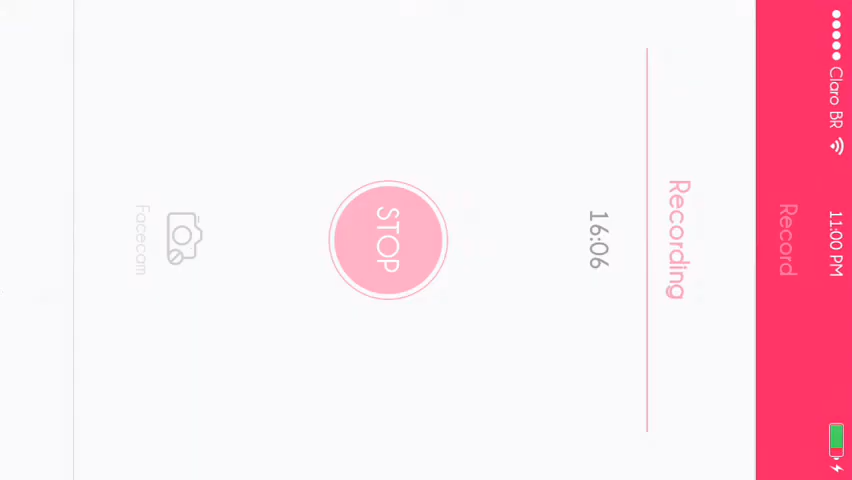 Claro BR
11:00 PM
Record
Recording
16:06
STOP
Facecam